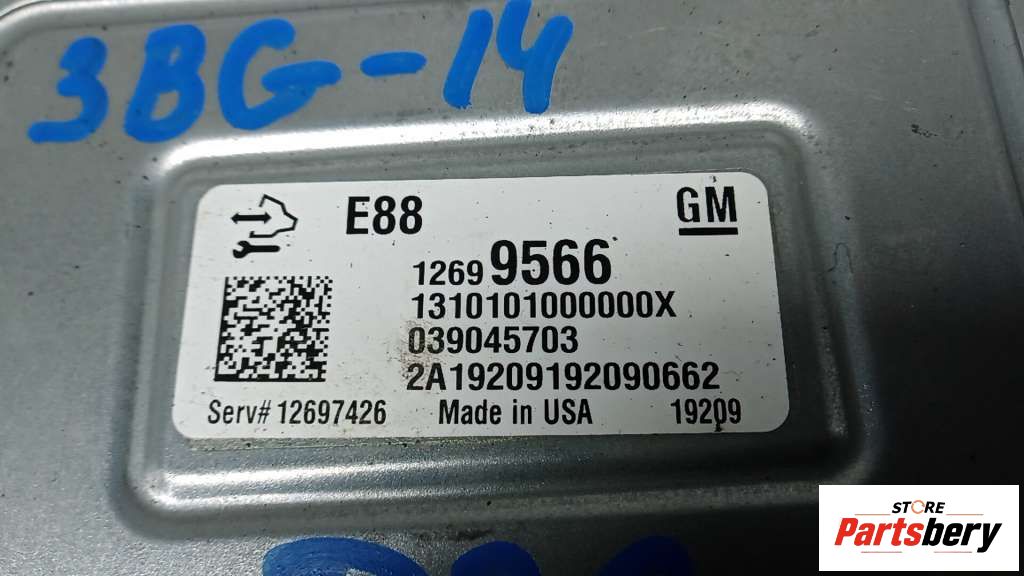 3BG-14
E88 GM
1269 9566
1310101000000X
039045703
2A19209192090662
Serv# 12697426 Made in USA 19209
STORE
Partsbery